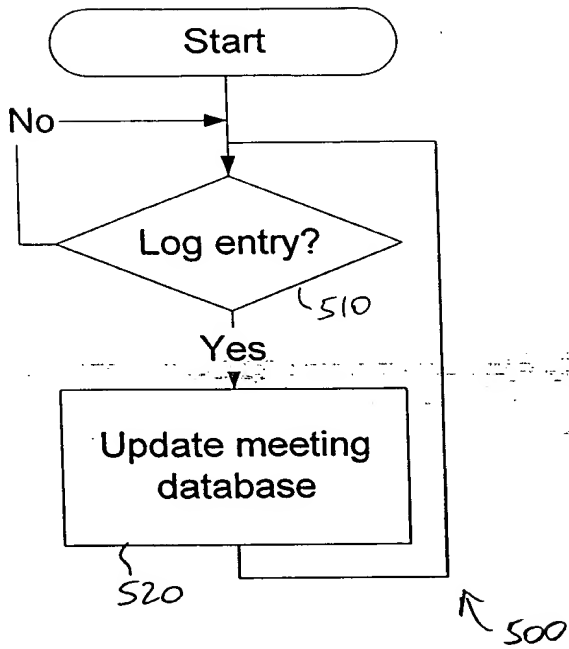 Start
No
Log entry?
510
Yes
Update meeting
database
520
500